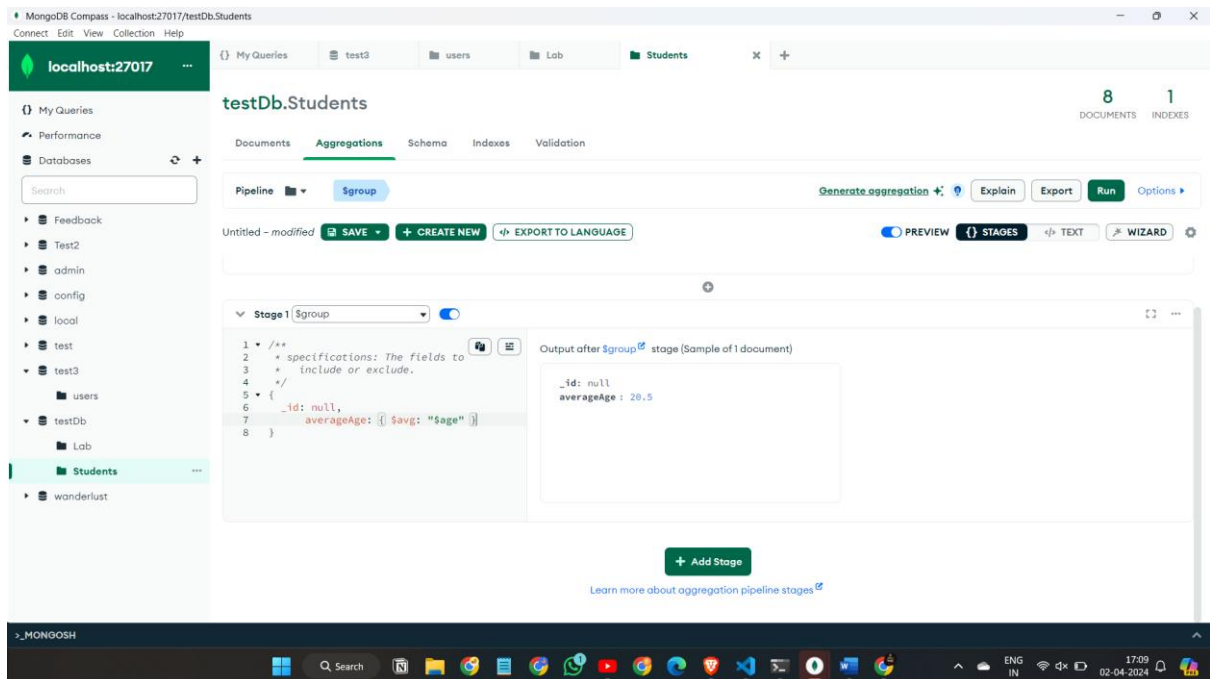 MongoDB Compass - localhost:27017/testDb.Students
Connect Edit View Collection Help
localhost:27017 ...
{} My Queries
test3
users
Lab
Students
My Queries
Performance
Databases
Search
Feedback
Test2
admin
config
local
test
test3
users
testDb
Lab
Students ...
wanderlust
testDb.Students
8
DOCUMENTS
1
INDEXES
Documents Aggregations Schema Indexes Validation
Pipeline $group Generate aggregation Explain Export Run Options
Untitled – modified SAVE + CREATE NEW </> EXPORT TO LANGUAGE PREVIEW {} STAGES </> TEXT WIZARD
Stage 1 $group ...
1 /**
2 * specifications: The fields to
3 * include or exclude.
4 */
5 {
6 _id: null,
7 averageAge: { $avg: "$age" }
8 }
Output after $group stage (Sample of 1 document)
_id: null
averageAge : 20.5
+ Add Stage
Learn more about aggregation pipeline stages
>_MONGOSH
Search
ENG
IN
17:09
02-04-2024